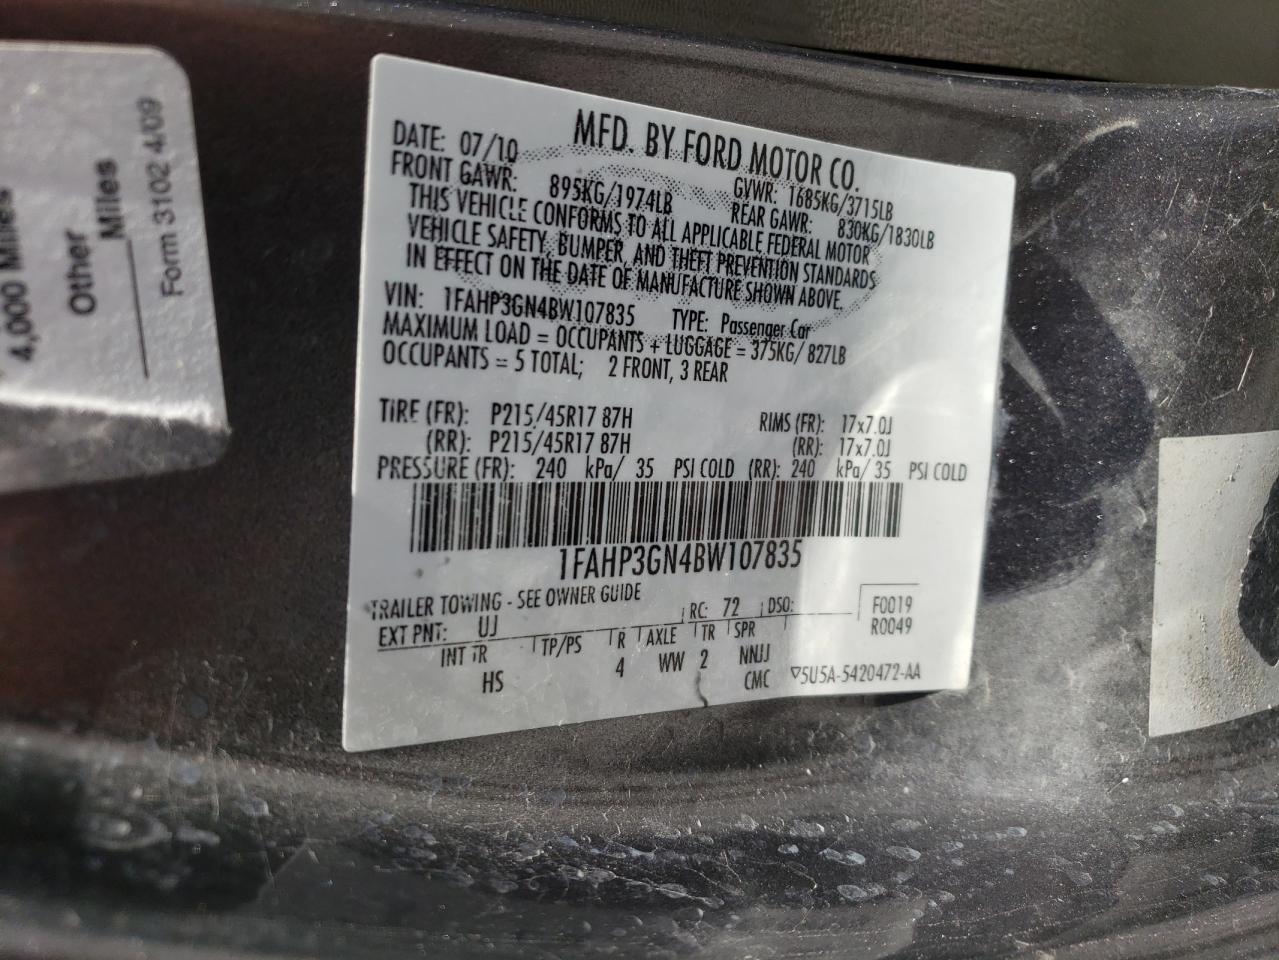 4,000 Miles
Other
Miles
Form 3102 4/09
MFD. BY FORD MOTOR CO.
DATE: 07/10 GVWR: 1685KG/3715LB
FRONT GAWR: 895KG/1974LB REAR GAWR: 830KG/1830LB
THIS VEHICLE CONFORMS TO ALL APPLICABLE FEDERAL MOTOR
VEHICLE SAFETY, BUMPER, AND THEFT PREVENTION STANDARDS
IN EFFECT ON THE DATE OF MANUFACTURE SHOWN ABOVE.
VIN: 1FAHP3GN4BW107835 TYPE: Passenger Car
MAXIMUM LOAD = OCCUPANTS + LUGGAGE = 375KG/ 827LB
OCCUPANTS = 5 TOTAL; 2 FRONT, 3 REAR
TIRE (FR): P215/45R17 87H RIMS (FR): 17x7.0J
(RR): P215/45R17 87H (RR): 17x7.0J
PRESSURE (FR): 240 kPa/ 35 PSI COLD (RR): 240 kPa/ 35 PSI COLD
1FAHP3GN4BW107835
TRAILER TOWING - SEE OWNER GUIDE
EXT PNT: UJ RC: 72 DSO: F0019
INT TR TP/PS R AXLE TR SPR R0049
HS 4 WW 2 NNJJ
CMC ▽5U5A-5420472-AA